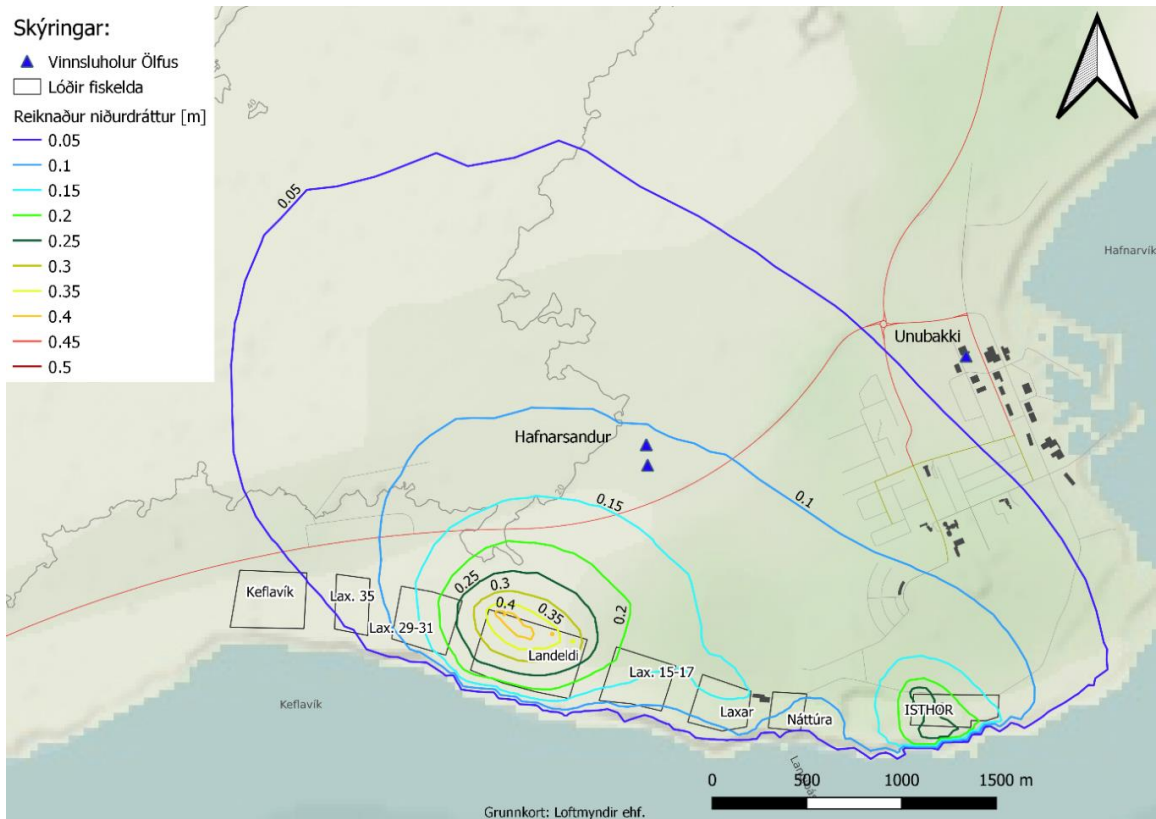 Skýringar:
Vinnsluholur Ölfus
Lóðir fiskelda
Reiknaður niðurdráttur [m]
0.05
0.1
0.15
0.2
0.25
0.3
0.35
0.4
0.45
0.5
0.05
Hafnarvík
Unubakki
Hafnarsandur
0.1
20
0.15
0.25
0.3
0.4
0.35
0.2
Keflavík
Lax. 35
Lax. 29-31
Landeldi
Lax. 15-17
Keflavík
Laxar
Náttúra
ISTHOR
0
500
1000
1500 m
Grunnkort: Loftmyndir ehf.